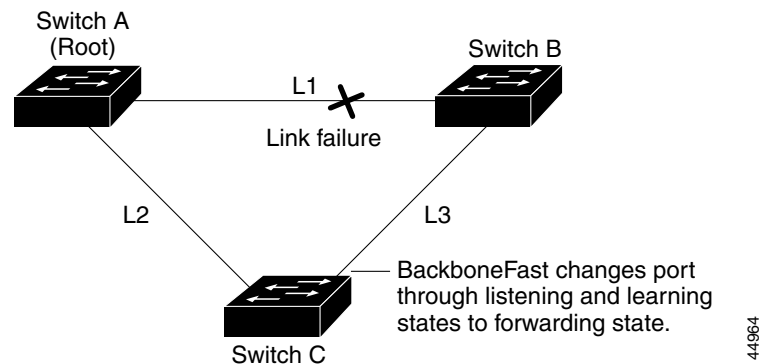 Switch A
(Root)
Switch B
L1
Link failure
L2
L3
BackboneFast changes port
through listening and learning
states to forwarding state.
Switch C
44964